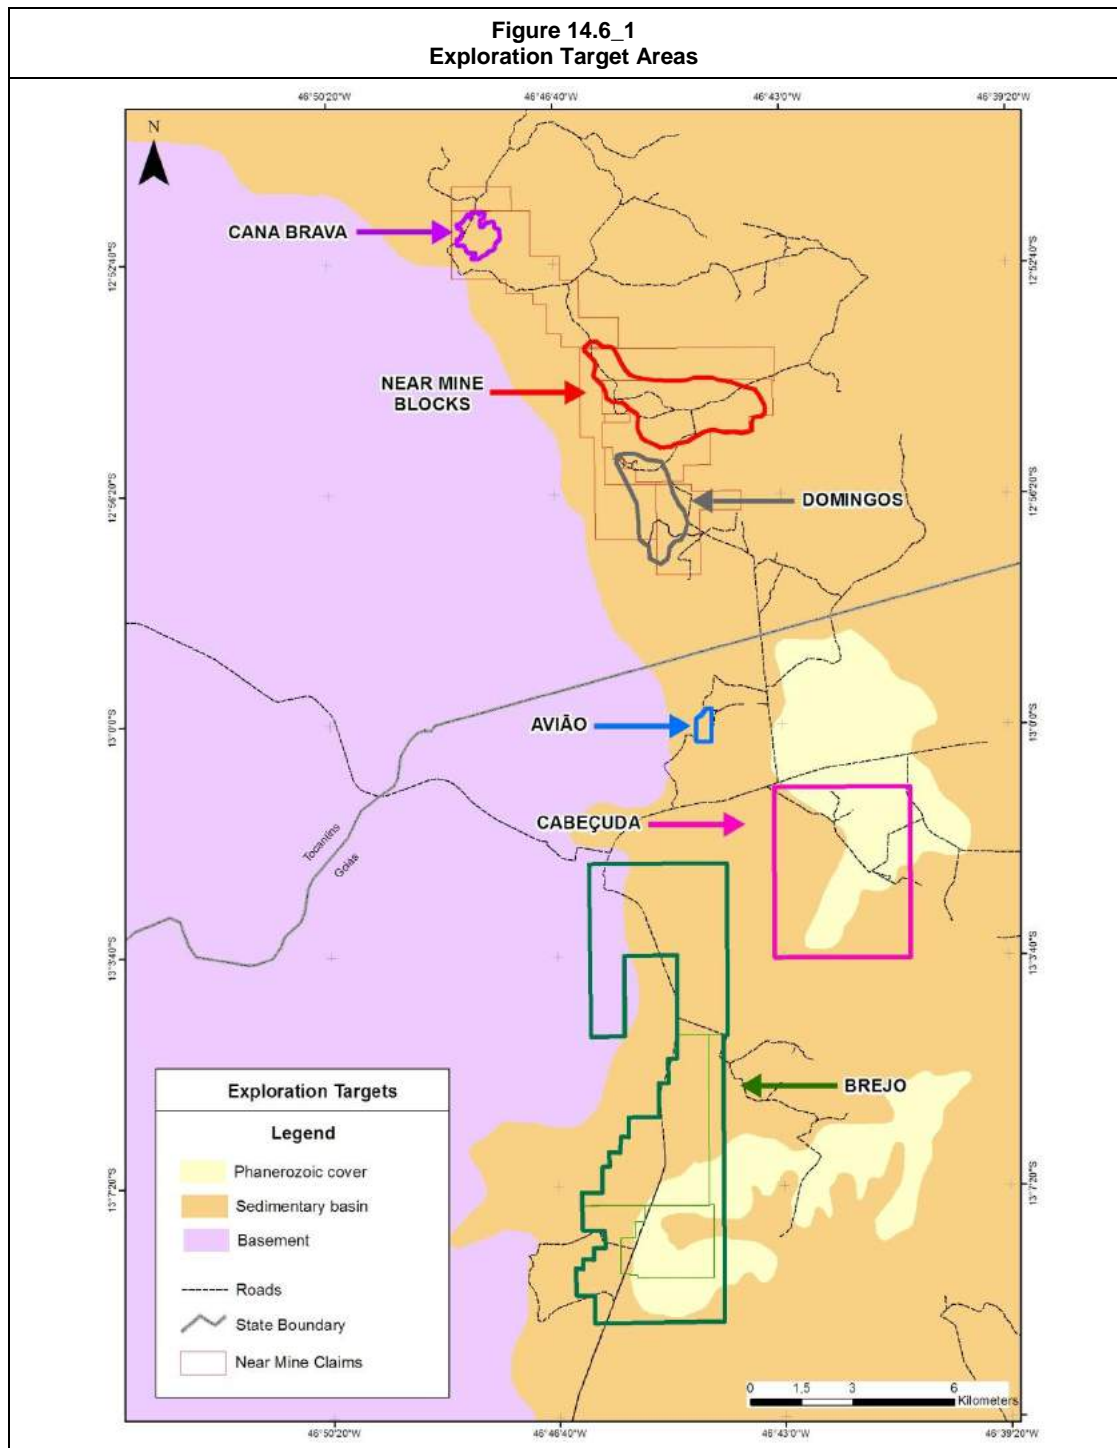 Figure 14.6_1
Exploration Target Areas
46°50'20"W
46°46'40"W
46°43'0"W
46°39'20"W
N
CANA BRAVA
12°52'40"S
12°52'40"S
NEAR MINE
BLOCKS
DOMINGOS
12°56'20"S
12°56'20"S
AVIÃO
13°0'0"S
13°0'0"S
CABEÇUDA
Tocantins
Goiás
13°3'40"S
13°3'40"S
BREJO
13°7'20"S
13°7'20"S
Exploration Targets
Legend
Phanerozoic cover
Sedimentary basin
Basement
Roads
State Boundary
Near Mine Claims
0 1,5 3 6
Kilometers
46°50'20"W
46°46'40"W
46°43'0"W
46°39'20"W